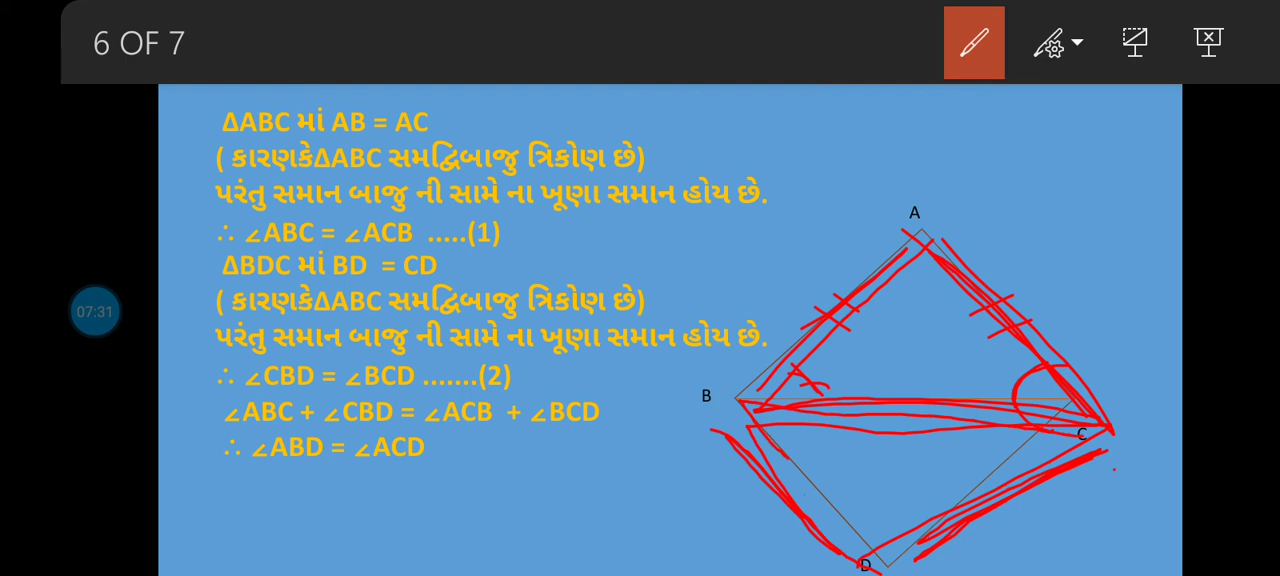 6 OF 7
ΔABC માં AB = AC
( કારણકેΔABC સમદ્વિબાજુ ત્રિકોણ છે)
પરંતુ સમાન બાજુ ની સામે ના ખૂણા સમાન હોય છે.
∴ ∠ABC = ∠ACB .....(1)
ΔBDC માં BD = CD
( કારણકેΔABC સમદ્વિબાજુ ત્રિકોણ છે)
પરંતુ સમાન બાજુ ની સામે ના ખૂણા સમાન હોય છે.
∴ ∠CBD = ∠BCD .......(2)
∠ABC + ∠CBD = ∠ACB + ∠BCD
∴ ∠ABD = ∠ACD
07:31
A
B
C
D